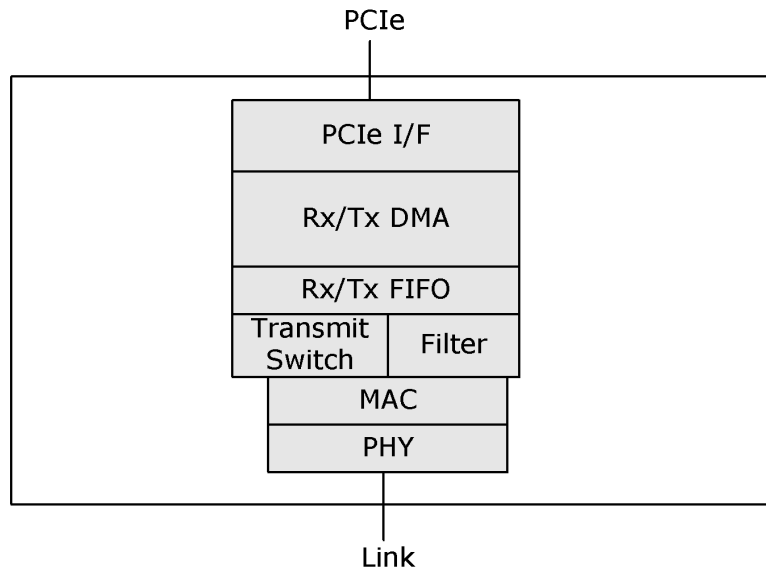 PCIe
PCIe I/F
Rx/Tx DMA
Rx/Tx FIFO
Transmit
Switch
Filter
MAC
PHY
Link